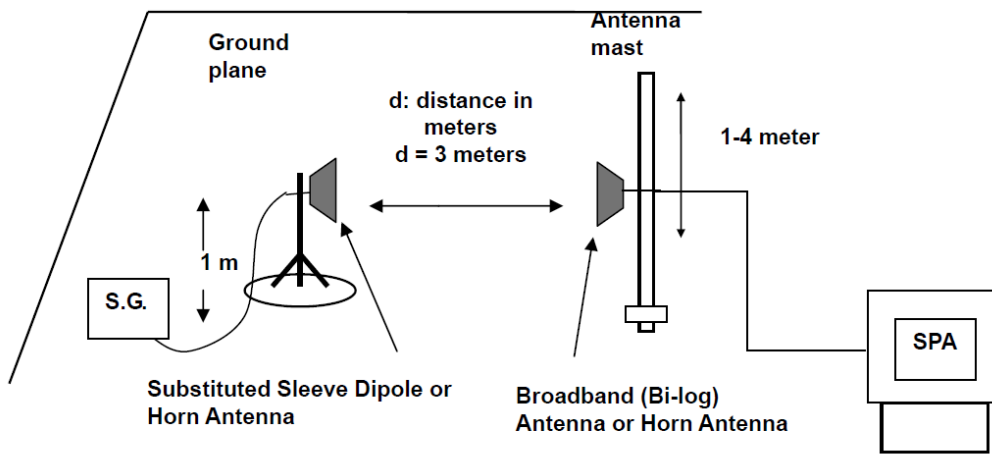 Ground
plane
Antenna
mast
d: distance in
meters
d = 3 meters
1-4 meter
1 m
S.G.
SPA
Substituted Sleeve Dipole or
Horn Antenna
Broadband (Bi-log)
Antenna or Horn Antenna